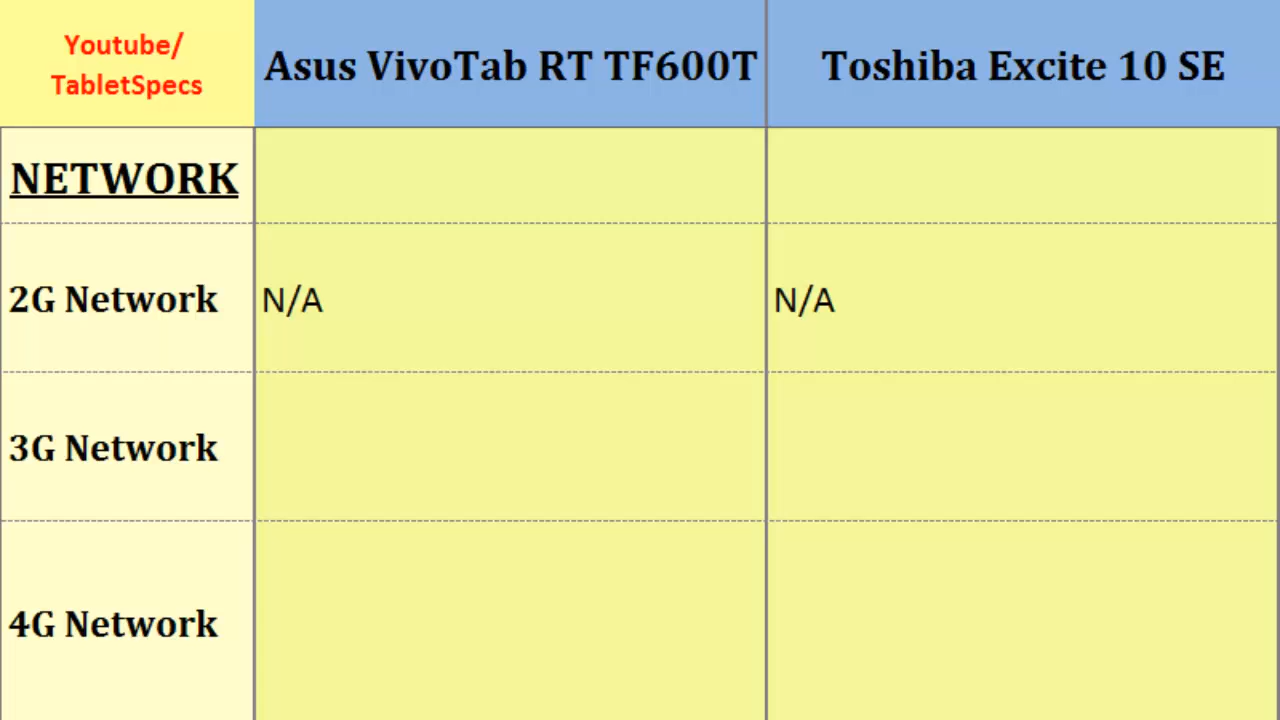 Youtube/
TabletSpecs
Asus VivoTab RT TF600T
Toshiba Excite 10 SE
NETWORK
2G Network
N/A
N/A
3G Network
4G Network